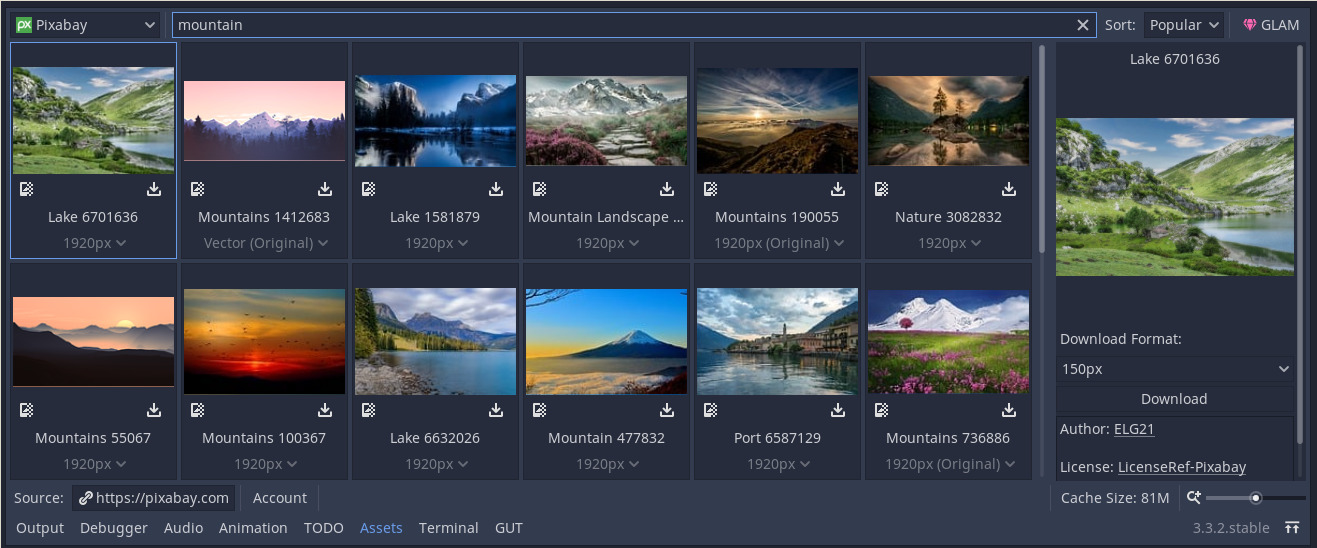 px Pixabay mountain Sort: Popular GLAM
Lake 6701636
Lake 6701636 Mountains 1412683 Lake 1581879 Mountain Landscape ... Mountains 190055 Nature 3082832
1920px Vector (Original) 1920px 1920px 1920px (Original) 1920px
Download Format:
150px
Download
Author: ELG21
License: LicenseRef-Pixabay
Mountains 55067 Mountains 100367 Lake 6632026 Mountain 477832 Port 6587129 Mountains 736886
1920px 1920px 1920px 1920px 1920px 1920px (Original)
Source: https://pixabay.com Account Cache Size: 81M
Output Debugger Audio Animation TODO Assets Terminal GUT 3.3.2.stable